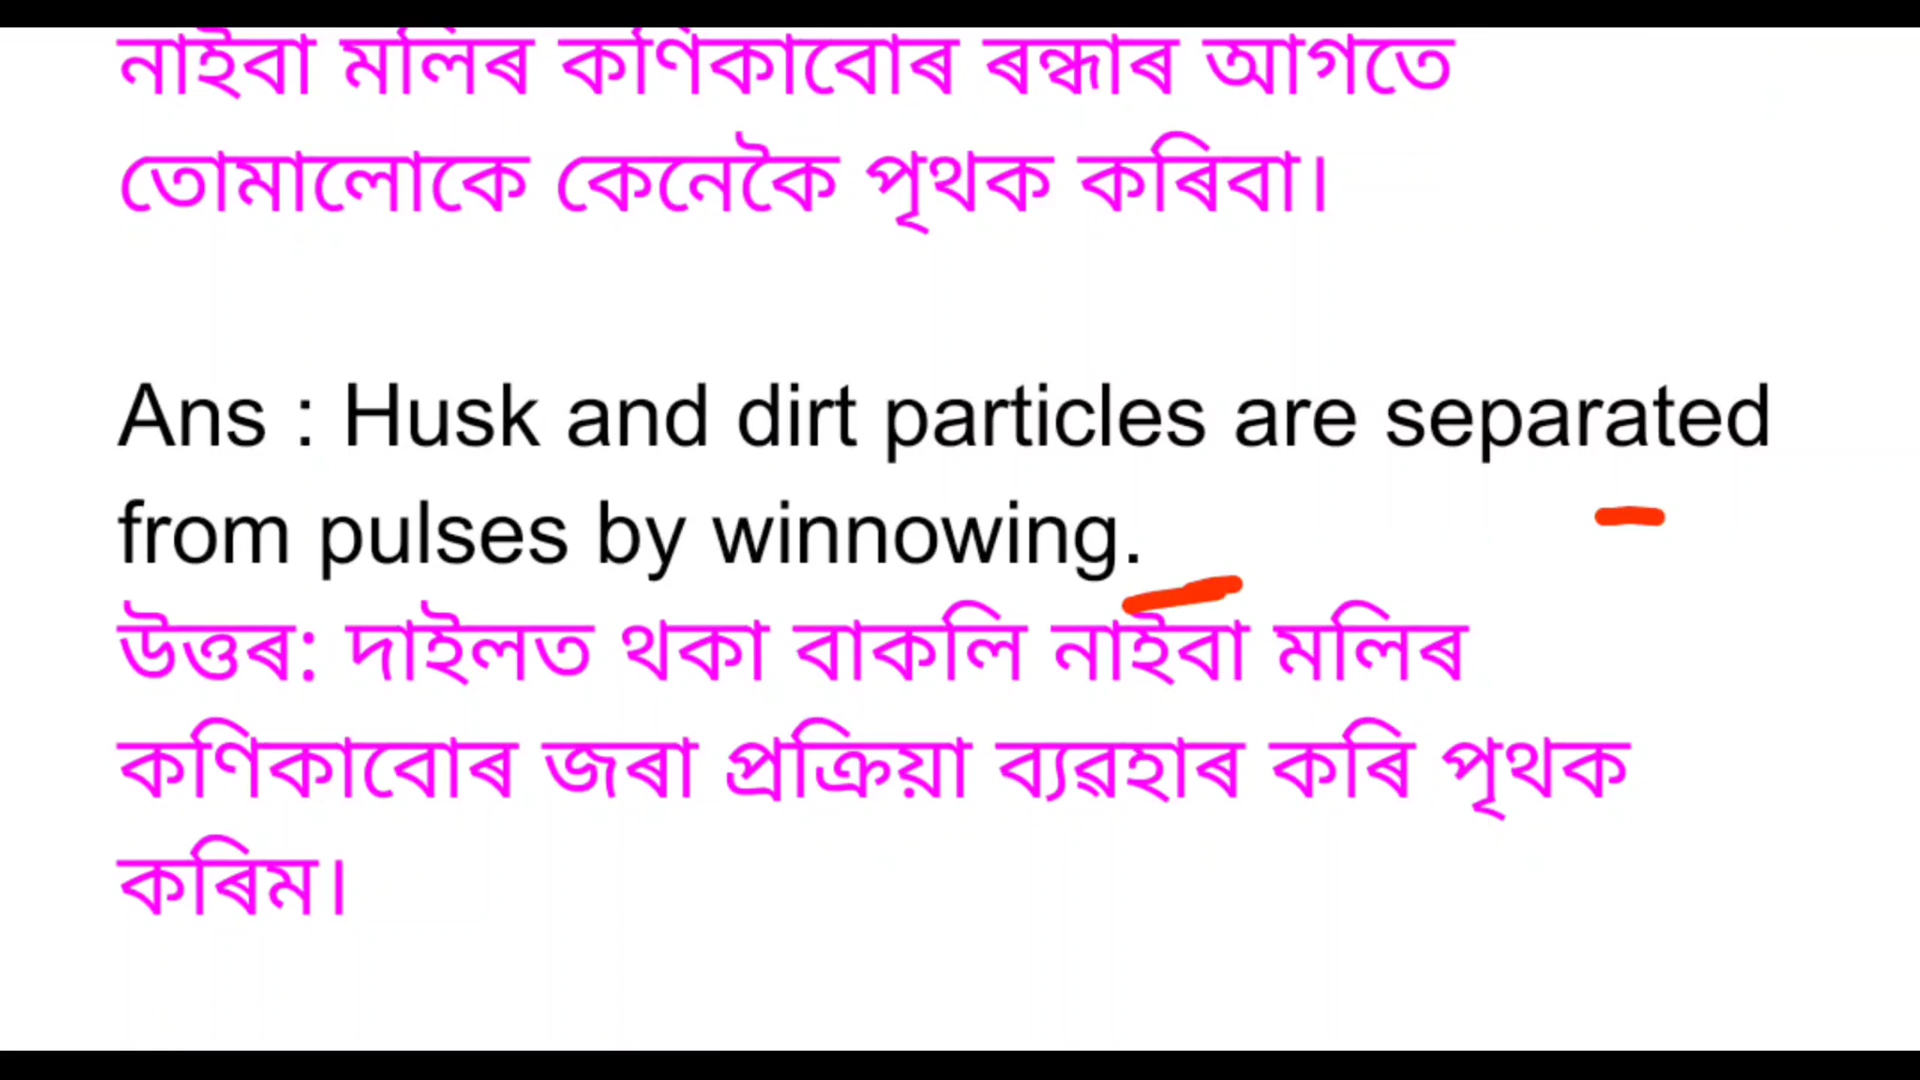 নাইবা মলিৰ কণিকাবোৰ ৰন্ধাৰ আগতে
তোমালোকে কেনেকৈ পৃথক কৰিবা।
Ans : Husk and dirt particles are separated
from pulses by winnowing.
উত্তৰ: দাইলত থকা বাকলি নাইবা মলিৰ
কণিকাবোৰ জৰা প্ৰক্ৰিয়া ব্যৱহাৰ কৰি পৃথক
কৰিম।